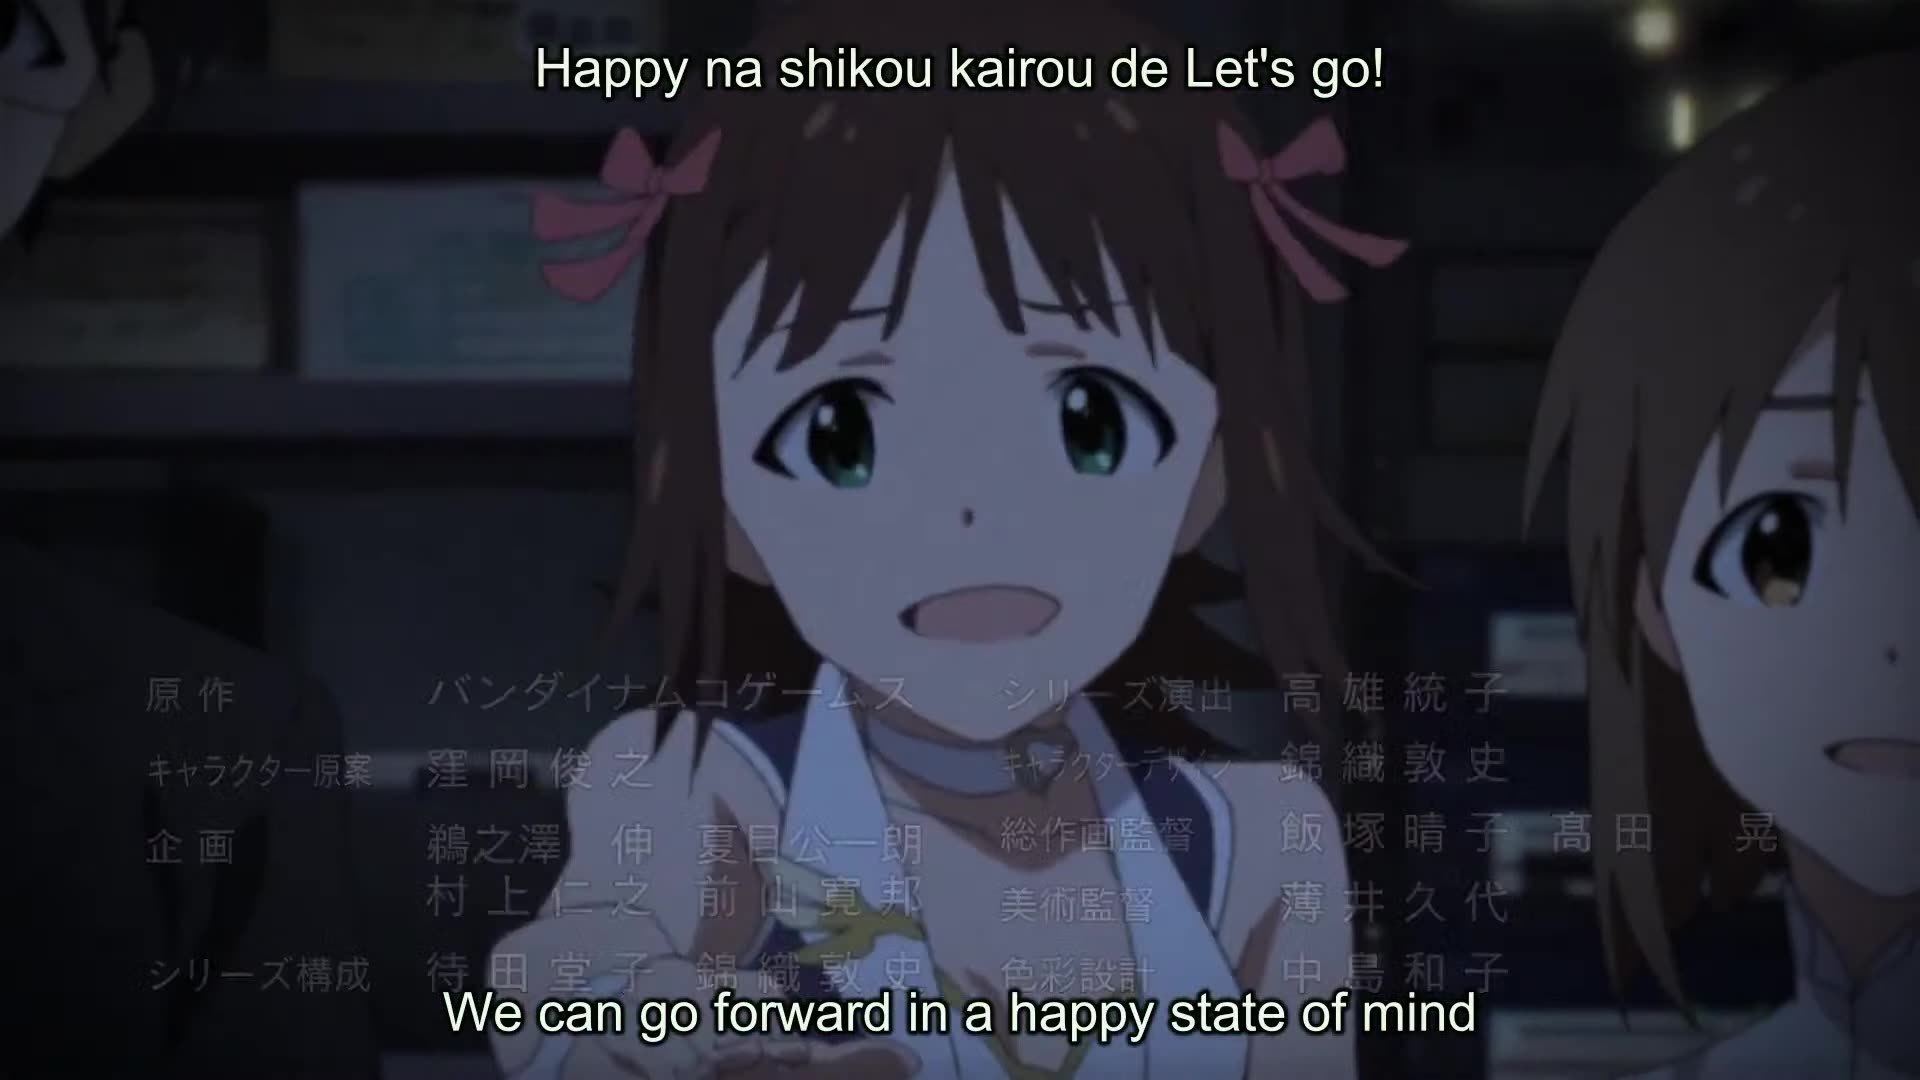 Happy na shikou kairou de Let's go!
原作 バンダイナムコゲームス
キャラクター原案 窪岡俊之
企画 鵜之澤 伸 夏目公一朗
村上仁之 前山寛邦
シリーズ構成 待田堂子 錦織敦史
シリーズ演出 高雄統子
キャラクターデザイン 錦織敦史
総作画監督 飯塚晴子 髙田 晃
美術監督 薄井久代
色彩設計 中島和子
We can go forward in a happy state of mind